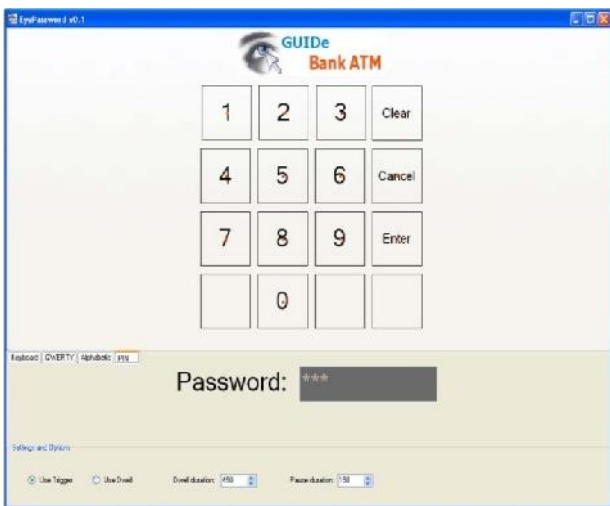 EyePassword v0.1
GUIDe
Bank ATM
1 2 3 Clear
4 5 6 Cancel
7 8 9 Enter
0
Keyboard QWERTY Alphabetic PIN
Password: ***
Settings and Options
Use Trigger Use Dwell Dwell duration: 450 Pause duration: 150